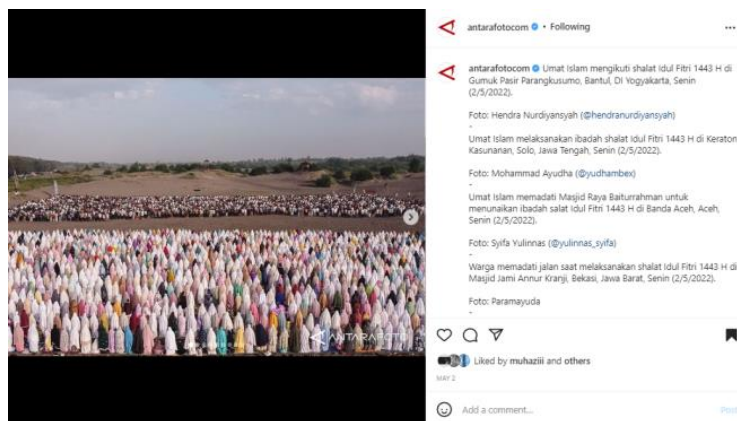 antarafotocom • Following
antarafotocom Umat Islam mengikuti shalat Idul Fitri 1443 H di
Gumuk Pasir Parangkusumo, Bantul, DI Yogyakarta, Senin
(2/5/2022).
Foto: Hendra Nurdiyansyah (@hendranurdiyansyah)
-
Umat Islam melaksanakan ibadah shalat Idul Fitri 1443 H di Keraton
Kasunanan, Solo, Jawa Tengah, Senin (2/5/2022).
Foto: Mohammad Ayudha (@yudhambex)
-
Umat Islam memadati Masjid Raya Baiturrahman untuk
menunaikan ibadah salat Idul Fitri 1443 H di Banda Aceh, Aceh,
Senin (2/5/2022).
Foto: Syifa Yulinnas (@yulinnas_syifa)
-
Warga memadati jalan saat melaksanakan shalat Idul Fitri 1443 H di
Masjid Jami Annur Kranji, Bekasi, Jawa Barat, Senin (2/5/2022).
Foto: Paramayuda
-
ANTARAFOTO
Liked by muhaziii and others
MAY 2
Add a comment...
Post